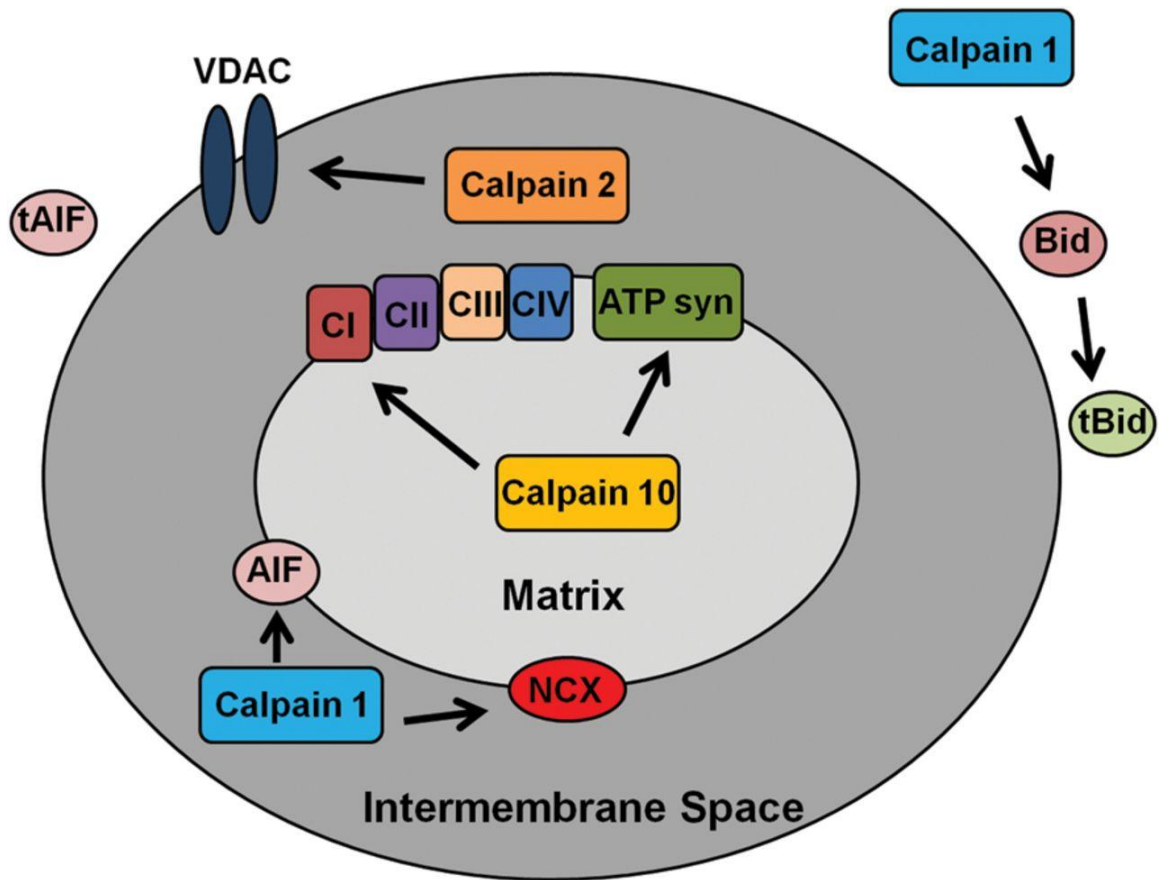 Calpain 1
VDAC
Calpain 2
tAIF
Bid
CI
CII
CIII
CIV
ATP syn
tBid
Calpain 10
AIF
Matrix
Calpain 1
NCX
Intermembrane Space